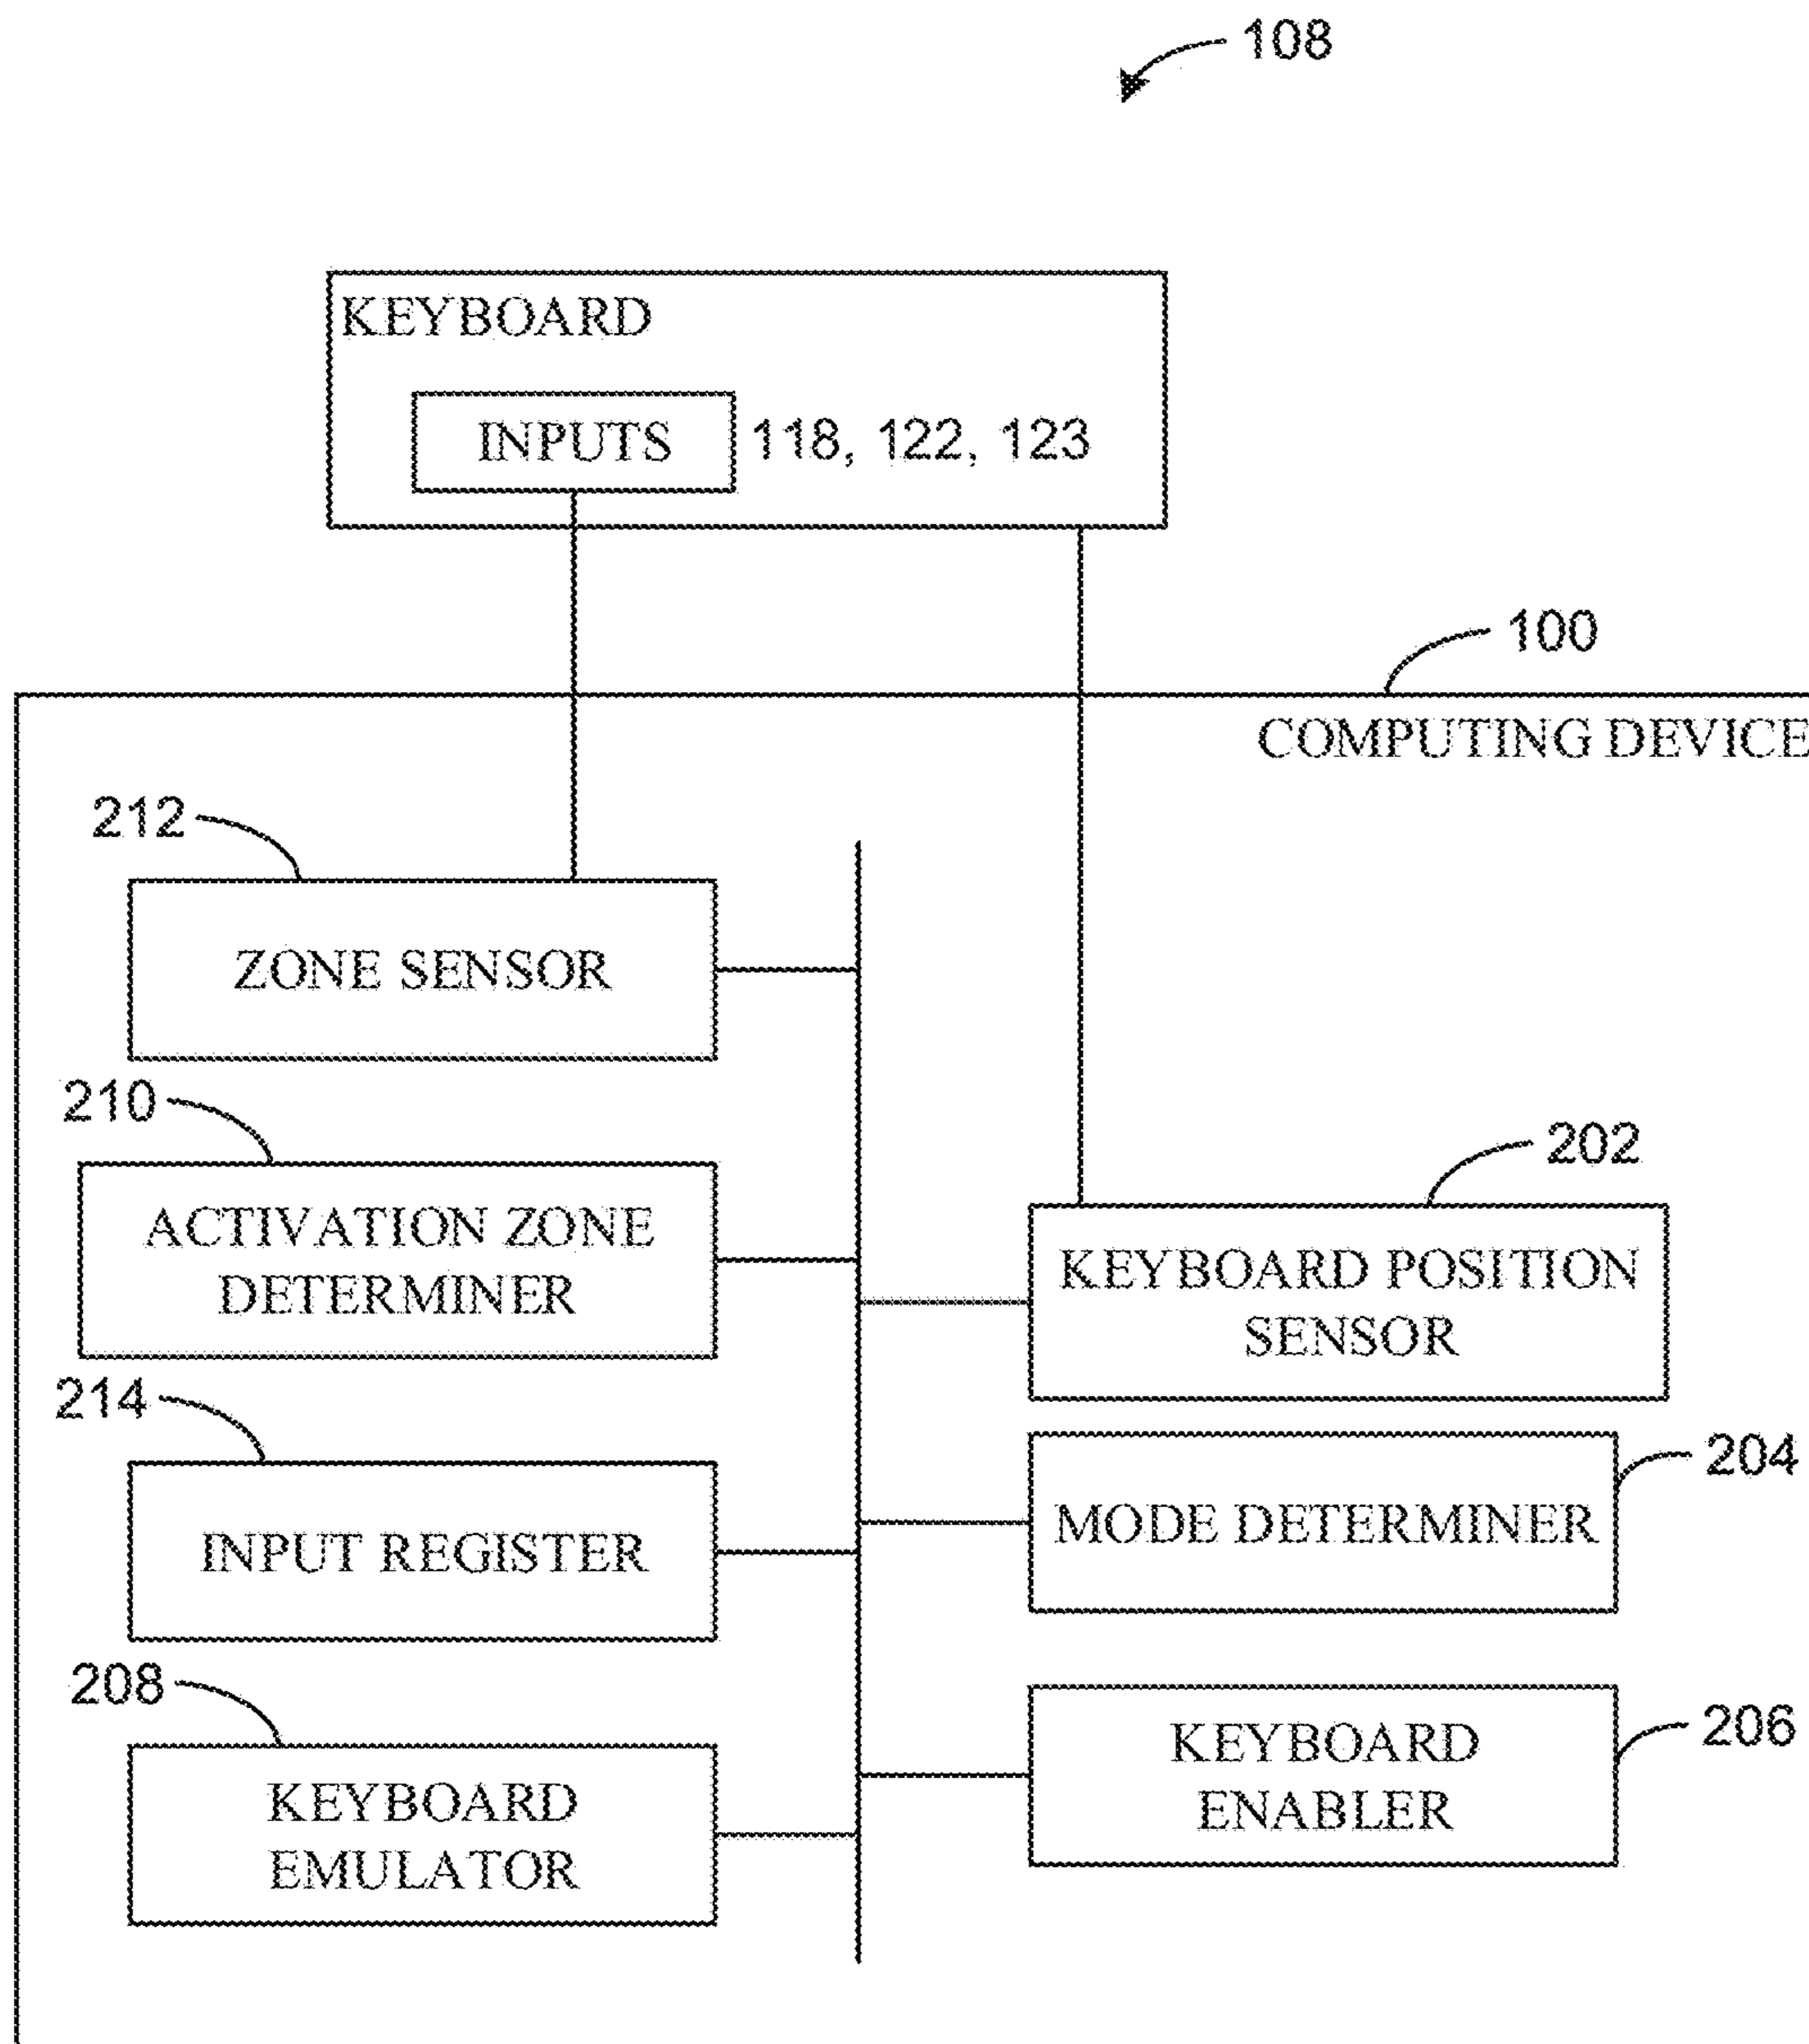 108
KEYBOARD
INPUTS
118, 122, 123
100
COMPUTING DEVICE
212
ZONE SENSOR
210
ACTIVATION ZONE
DETERMINER
202
KEYBOARD POSITION
SENSOR
214
INPUT REGISTER
204
MODE DETERMINER
208
KEYBOARD
EMULATOR
206
KEYBOARD
ENABLER